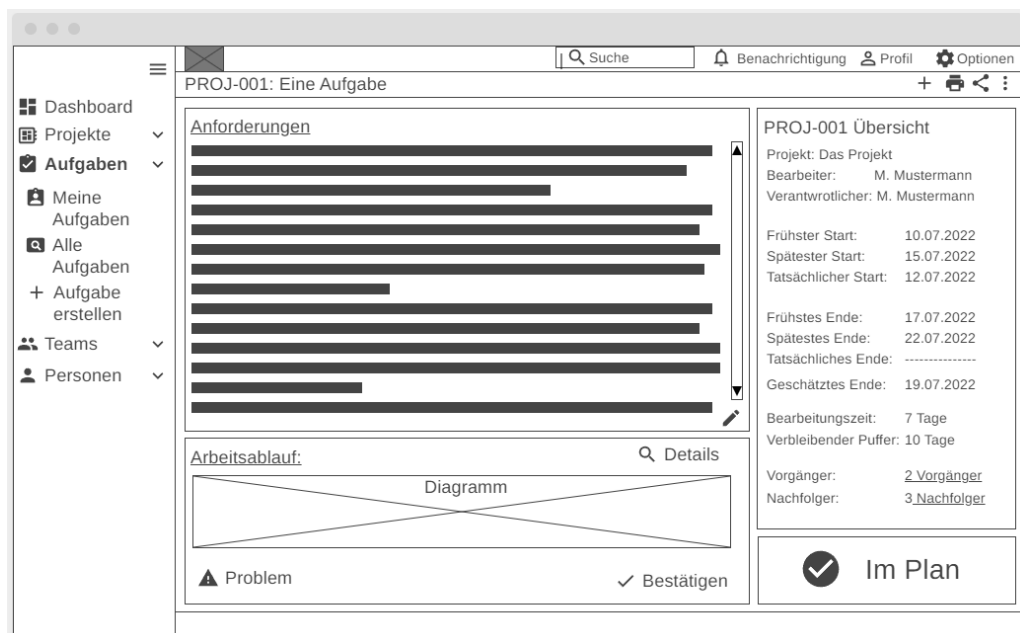 Suche
Benachrichtigung
Profil
Optionen
PROJ-001: Eine Aufgabe
Dashboard
Projekte
Aufgaben
Meine
Aufgaben
Alle
Aufgaben
Aufgabe
erstellen
Teams
Personen
Anforderungen
Arbeitsablauf:
Details
Diagramm
Problem
Bestätigen
PROJ-001 Übersicht
Projekt: Das Projekt
Bearbeiter: M. Mustermann
Verantwrotlicher: M. Mustermann
Frühster Start: 10.07.2022
Spätester Start: 15.07.2022
Tatsächlicher Start: 12.07.2022
Frühstes Ende: 17.07.2022
Spätestes Ende: 22.07.2022
Tatsächliches Ende: ---------------
Geschätztes Ende: 19.07.2022
Bearbeitungszeit: 7 Tage
Verbleibender Puffer: 10 Tage
Vorgänger: 2 Vorgänger
Nachfolger: 3 Nachfolger
Im Plan